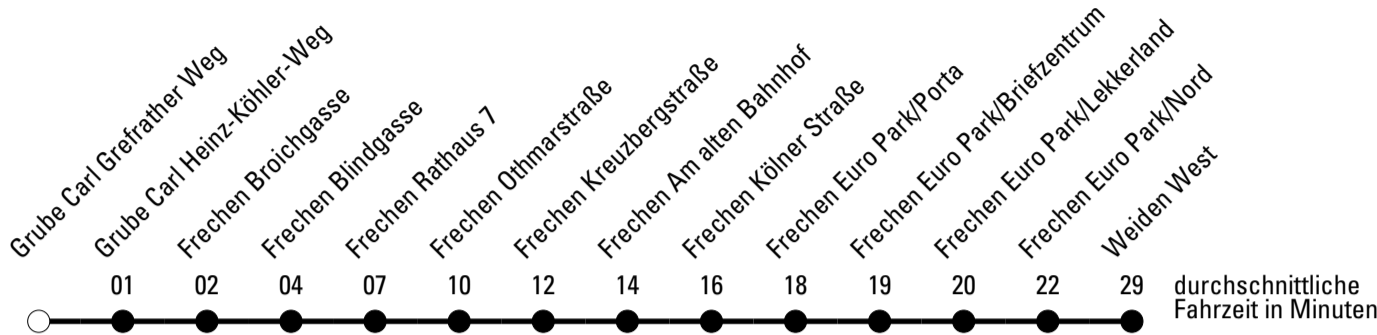 Grube Carl Grefrather Weg
Grube Carl Heinz-Köhler-Weg
Frechen Broichgasse
Frechen Blindgasse
Frechen Rathaus 7
Frechen Othmarstraße
Frechen Kreuzbergstraße
Frechen Am alten Bahnhof
Frechen Kölner Straße
Frechen Euro Park/Porta
Frechen Euro Park/Briefzentrum
Frechen Euro Park/Lekkerland
Frechen Euro Park/Nord
Weiden West
01 02 04 07 10 12 14 16 18 19 20 22 29
durchschnittliche
Fahrzeit in Minuten